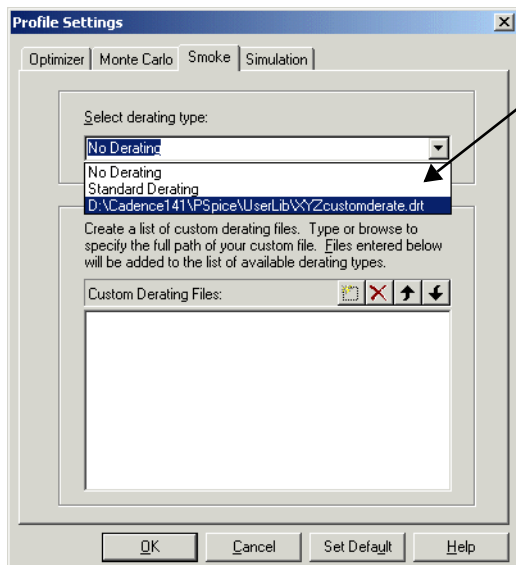 Profile Settings
Optimizer Monte Carlo Smoke Simulation
Select derating type:
No Derating
No Derating
Standard Derating
D:\Cadence141\PSpice\UserLib\XYZcustomderate.drt
Create a list of custom derating files. Type or browse to
specify the full path of your custom file. Files entered below
will be added to the list of available derating types.
Custom Derating Files:
OK Cancel Set Default Help